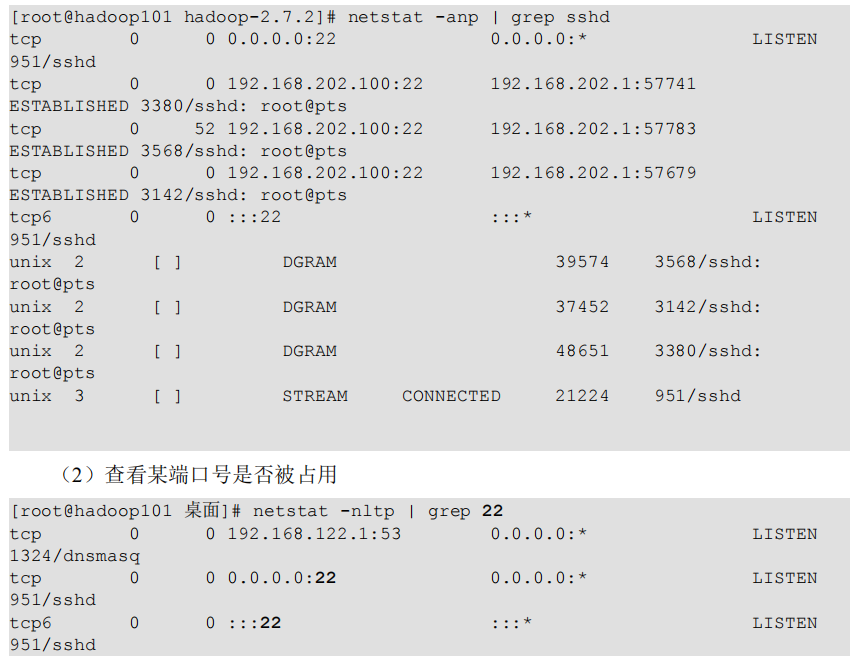 [root@hadoop101 hadoop-2.7.2]# netstat -anp | grep sshd
tcp 0 0 0.0.0.0:22 0.0.0.0:* LISTEN
951/sshd
tcp 0 0 192.168.202.100:22 192.168.202.1:57741
ESTABLISHED 3380/sshd: root@pts
tcp 0 52 192.168.202.100:22 192.168.202.1:57783
ESTABLISHED 3568/sshd: root@pts
tcp 0 0 192.168.202.100:22 192.168.202.1:57679
ESTABLISHED 3142/sshd: root@pts
tcp6 0 0 :::22 :::* LISTEN
951/sshd
unix 2 [ ] DGRAM 39574 3568/sshd:
root@pts
unix 2 [ ] DGRAM 37452 3142/sshd:
root@pts
unix 2 [ ] DGRAM 48651 3380/sshd:
root@pts
unix 3 [ ] STREAM CONNECTED 21224 951/sshd
（2）查看某端口号是否被占用
[root@hadoop101 桌面]# netstat -nltp | grep 22
tcp 0 0 192.168.122.1:53 0.0.0.0:* LISTEN
1324/dnsmasq
tcp 0 0 0.0.0.0:22 0.0.0.0:* LISTEN
951/sshd
tcp6 0 0 :::22 :::* LISTEN
951/sshd